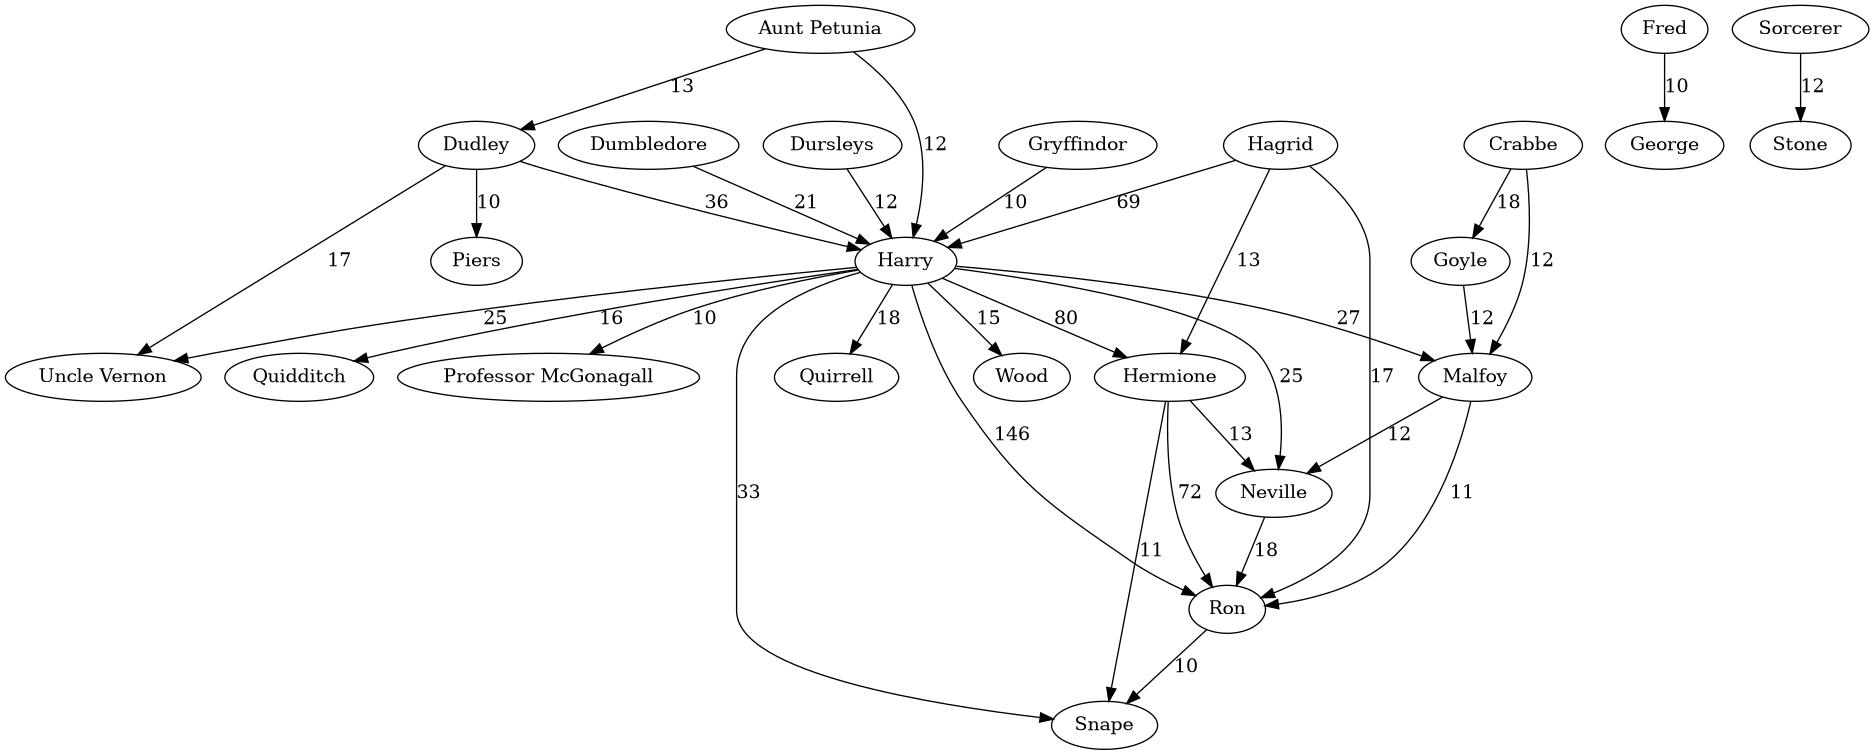 Aunt Petunia
Fred
Sorcerer
13
10
12
Dudley
Dumbledore
Dursleys
12
Gryffindor
Hagrid
Crabbe
George
Stone
10
36
21
12
10
69
18
17
Piers
Harry
13
Goyle
12
25
16
10
18
15
80
27
12
Uncle Vernon
Quidditch
Professor McGonagall
Quirrell
Wood
Hermione
25
17
Malfoy
146
13
12
33
72
Neville
11
11
18
Ron
10
Snape